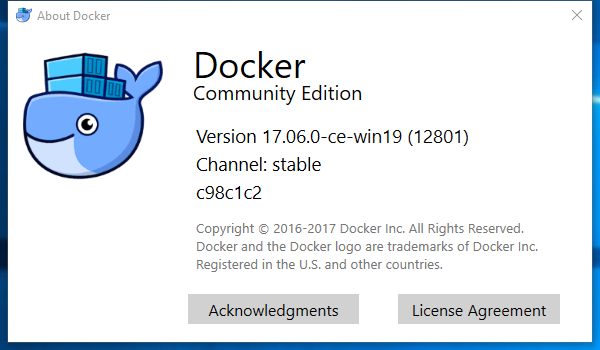 About Docker
Docker
Community Edition
Version 17.06.0-ce-win19 (12801)
Channel: stable
c98c1c2
Copyright © 2016-2017 Docker Inc. All Rights Reserved.
Docker and the Docker logo are trademarks of Docker Inc.
Registered in the U.S. and other countries.
Acknowledgments
License Agreement